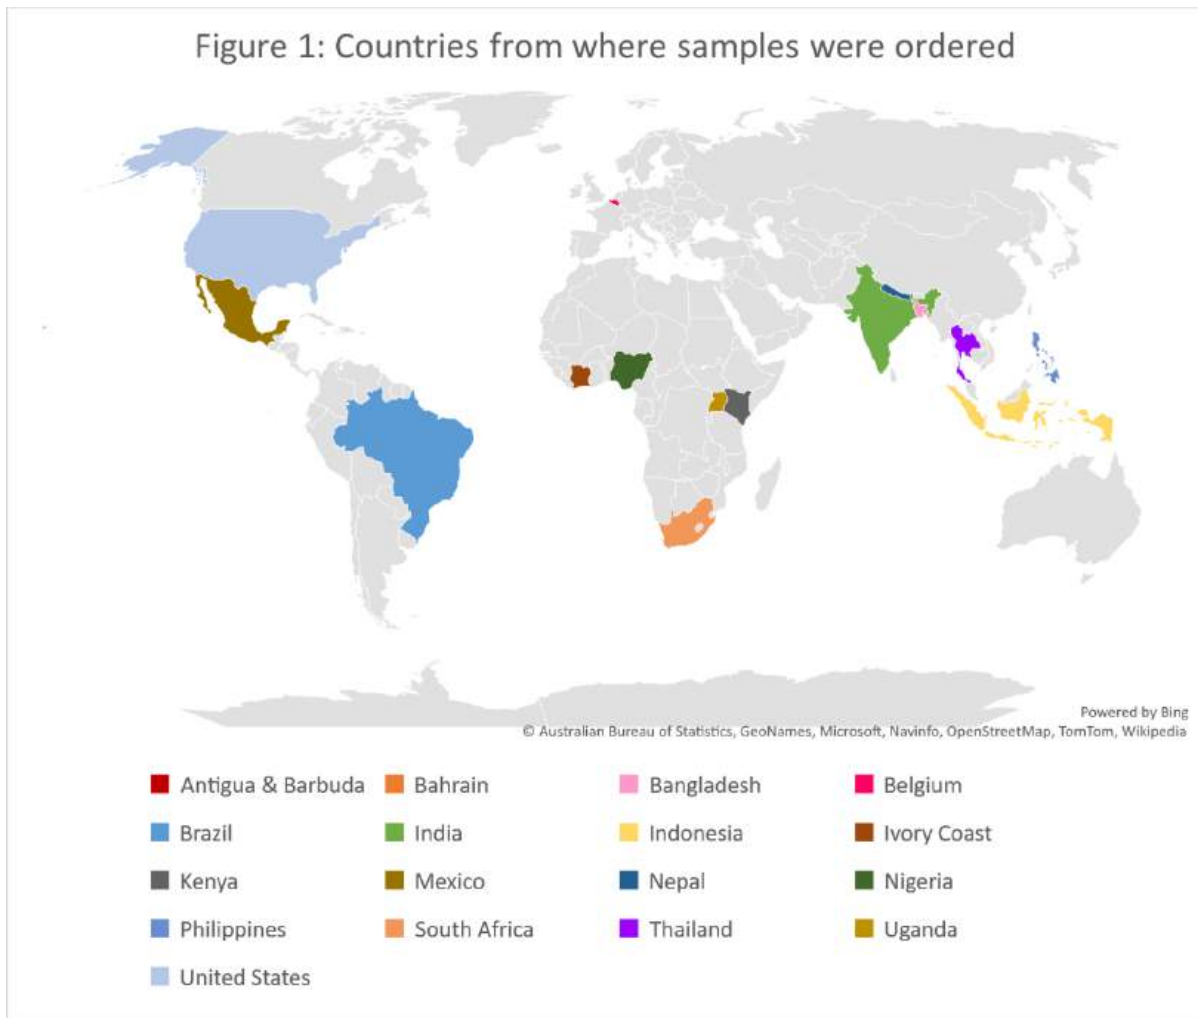 Figure 1: Countries from where samples were ordered
Powered by Bing
© Australian Bureau of Statistics, GeoNames, Microsoft, Navinfo, OpenStreetMap, TomTom, Wikipedia
Antigua & Barbuda Bahrain Bangladesh Belgium
Brazil India Indonesia Ivory Coast
Kenya Mexico Nepal Nigeria
Philippines South Africa Thailand Uganda
United States